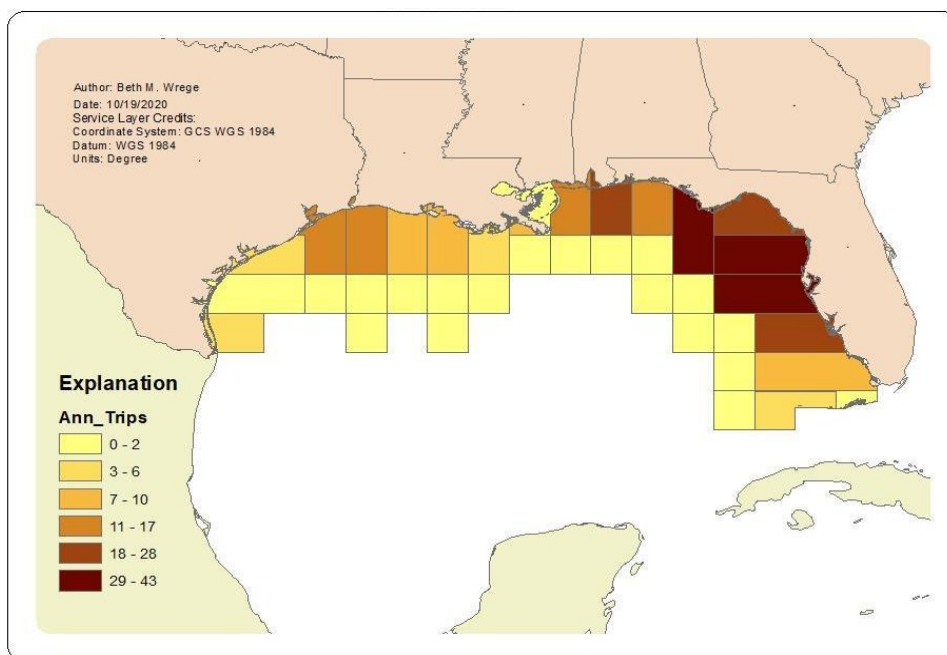 Author: Beth M. Wrege
Date: 10/19/2020
Service Layer Credits:
Coordinate System: GCS WGS 1984
Datum: WGS 1984
Units: Degree
Explanation
Ann_Trips
0 - 2
3 - 6
7 - 10
11 - 17
18 - 28
29 - 43